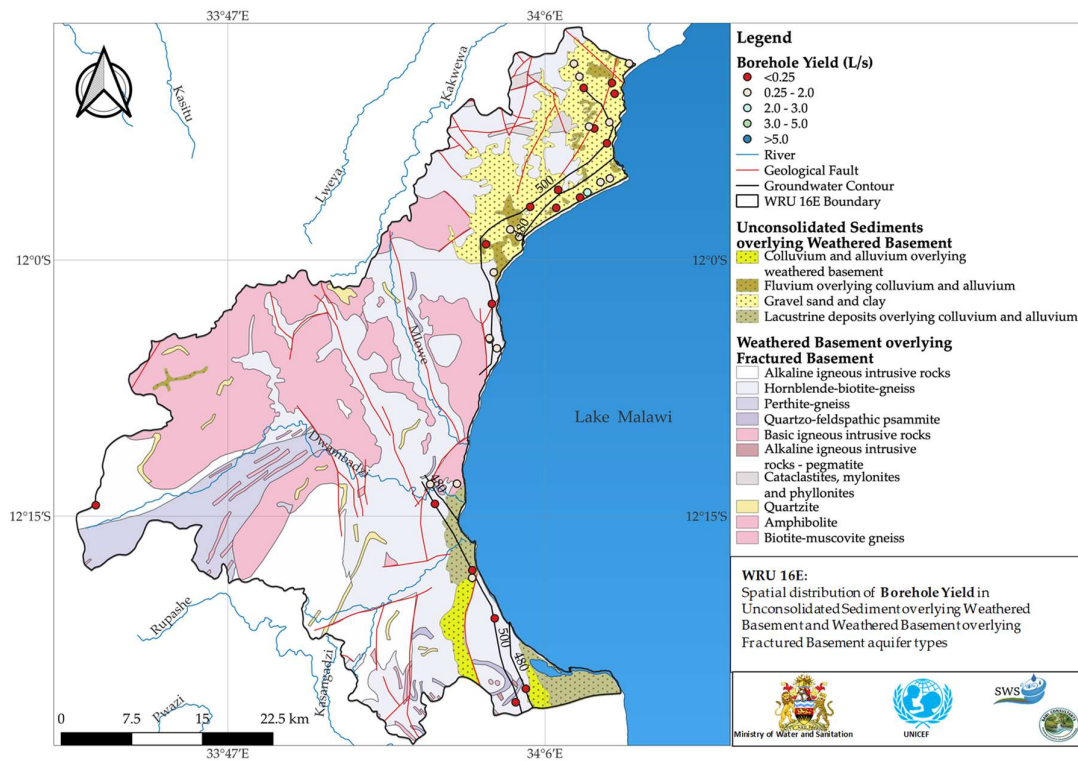 33°47'E
34°6'E
Kasitu
Kakwewa
Lweya
500
480
12°0'S
12°0'S
Mlowe
Lake Malawi
Dwambadzi
480
12°15'S
12°15'S
Rupashe
Kasangadzi
Pwazi
500
480
0 7.5 15 22.5 km
33°47'E
34°6'E
Legend
Borehole Yield (L/s)
<0.25
0.25 - 2.0
2.0 - 3.0
3.0 - 5.0
>5.0
River
Geological Fault
Groundwater Contour
WRU 16E Boundary
Unconsolidated Sediments
overlying Weathered Basement
Colluvium and alluvium overlying
weathered basement
Fluvium overlying colluvium and alluvium
Gravel sand and clay
Lacustrine deposits overlying colluvium and alluvium
Weathered Basement overlying
Fractured Basement
Alkaline igneous intrusive rocks
Hornblende-biotite-gneiss
Perthite-gneiss
Quartzo-feldspathic psammite
Basic igneous intrusive rocks
Alkaline igneous intrusive
rocks - pegmatite
Cataclastites, mylonites
and phyllonites
Quartzite
Amphibolite
Biotite-muscovite gneiss
WRU 16E:
Spatial distribution of Borehole Yield in
Unconsolidated Sediment overlying Weathered
Basement and Weathered Basement overlying
Fractured Basement aquifer types
Ministry of Water and Sanitation
UNICEF
SWS